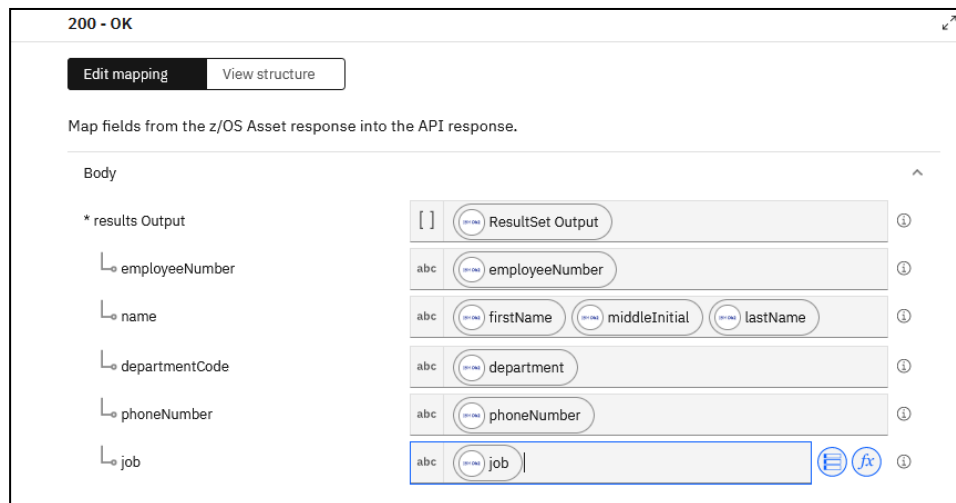 200 - OK
Edit mapping View structure
Map fields from the z/OS Asset response into the API response.
Body
* results Output [ ] ResultSet Output
employeeNumber abc employeeNumber
name abc firstName middleInitial lastName
departmentCode abc department
phoneNumber abc phoneNumber
job abc job fx